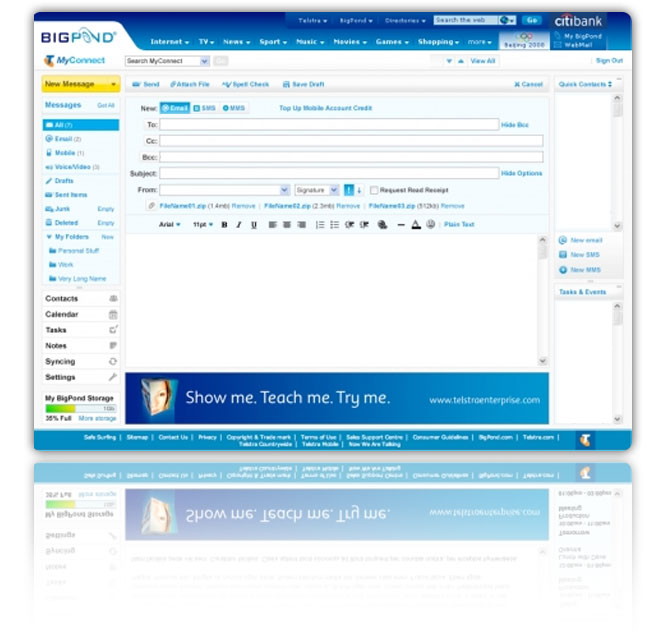 Telstra BigPond Directories Search the web Go citibank
BIGPOND
Internet TV News Sport Music Movies Games Shopping more Beijing 2008 My BigPond WebMail
MyConnect Search MyConnect Go View All Sign Out
New Message Send Attach File Spell Check Save Draft Cancel Quick Contacts
Messages Get All New: Email SMS MMS Top Up Mobile Account Credit
All (7) To: Hide Bcc
Email (2) Cc:
Mobile (1) Bcc:
Voice/Video (3) Subject: Hide Options
Drafts From: Signature ! ↓ Request Read Receipt
Sent Items
Junk Empty FileName01.zip (1.4mb) Remove | FileName02.zip (2.3mb) Remove | FileName03.zip (512kb) Remove
Deleted Empty Arial 11pt B I U Plain Text
My Folders New
Personal Stuff New email
Work New SMS
Very Long Name New MMS
Contacts Tasks & Events
Calendar
Tasks
Notes
Syncing
Settings
My BigPond Storage
1Gb
35% Full More storage
Show me. Teach me. Try me. www.telstraenterprise.com
Safe Surfing | Sitemap | Contact Us | Privacy | Copyright & Trademark | Terms of Use | Sales Support Centre | Consumer Guidelines | BigPond.com | Telstra.com |
Telstra Countrywide | Telstra Mobile | Now We Are Talking